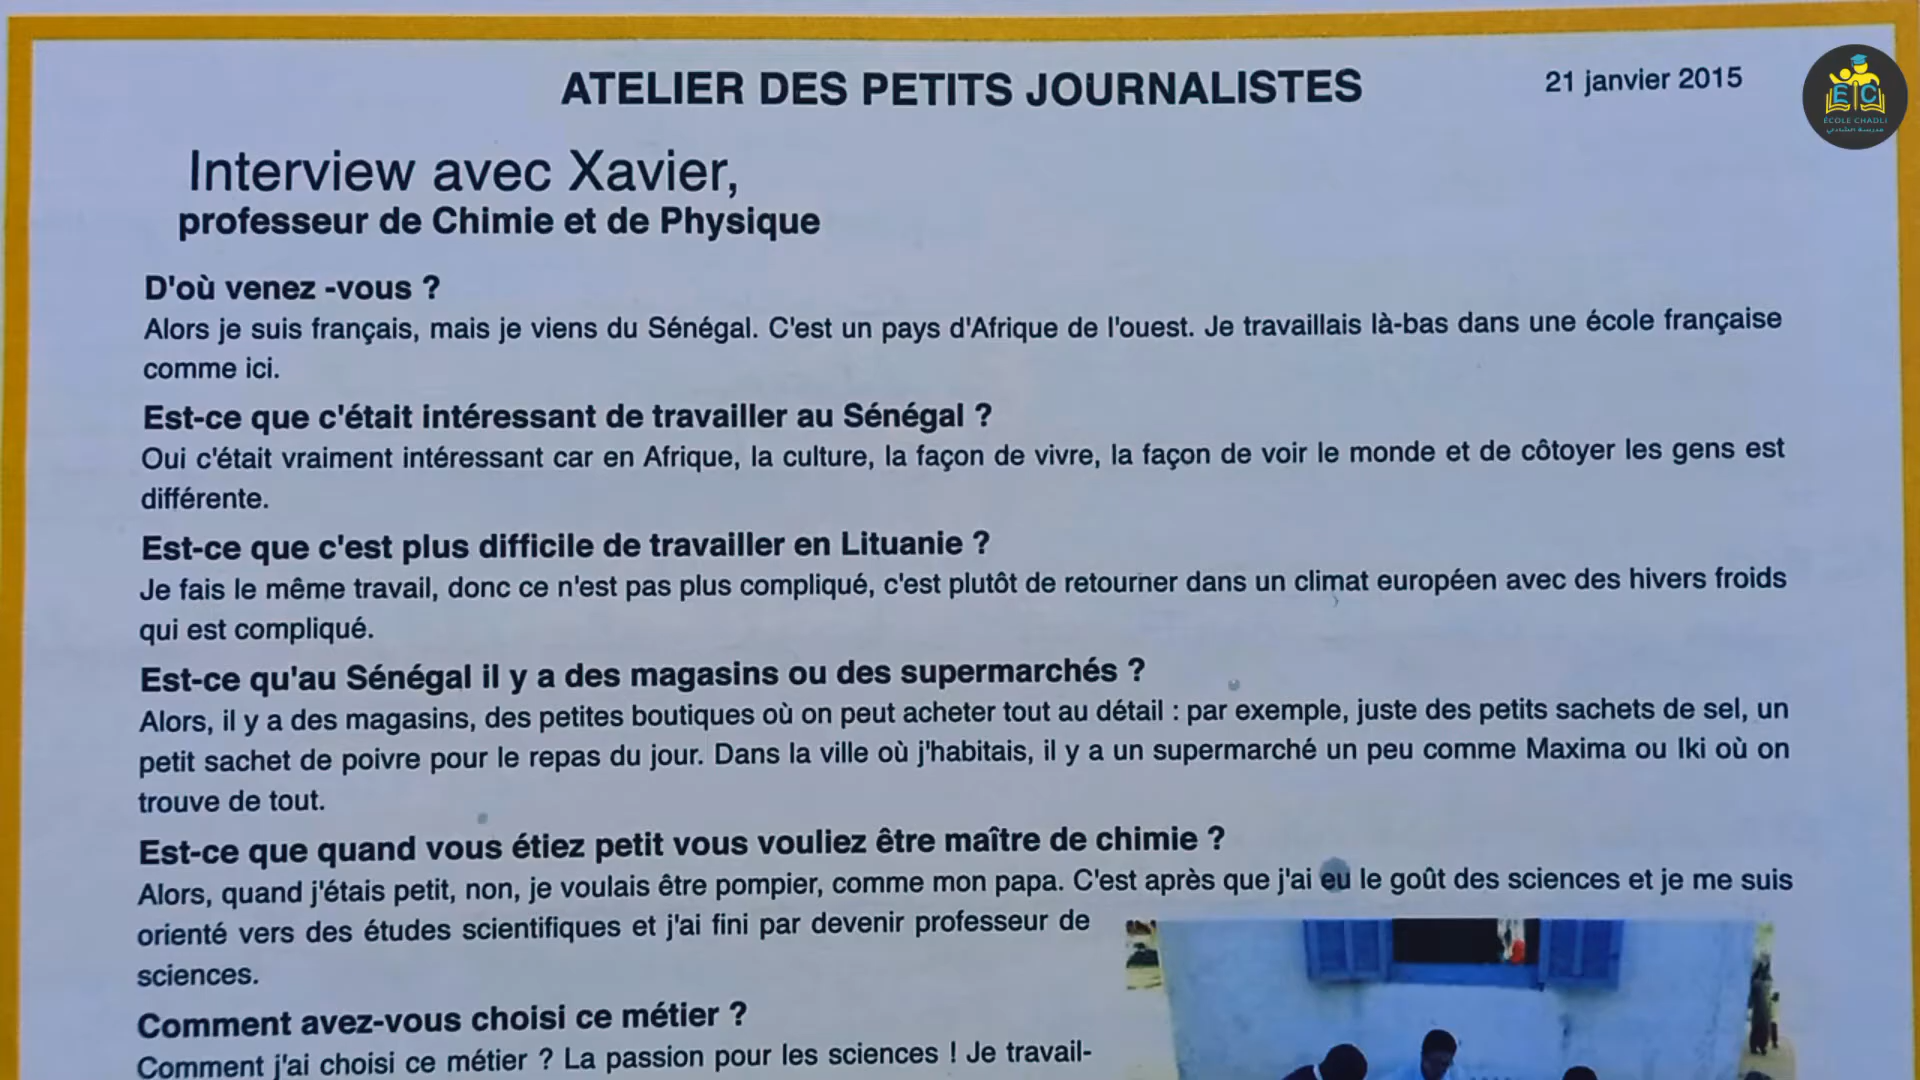 ATELIER DES PETITS JOURNALISTES
21 janvier 2015
E C
ÉCOLE CHADLI
مدرسة الشاذلي
Interview avec Xavier,
professeur de Chimie et de Physique
D'où venez -vous ?
Alors je suis français, mais je viens du Sénégal. C'est un pays d'Afrique de l'ouest. Je travaillais là-bas dans une école française
comme ici.
Est-ce que c'était intéressant de travailler au Sénégal ?
Oui c'était vraiment intéressant car en Afrique, la culture, la façon de vivre, la façon de voir le monde et de côtoyer les gens est
différente.
Est-ce que c'est plus difficile de travailler en Lituanie ?
Je fais le même travail, donc ce n'est pas plus compliqué, c'est plutôt de retourner dans un climat européen avec des hivers froids
qui est compliqué.
Est-ce qu'au Sénégal il y a des magasins ou des supermarchés ?
Alors, il y a des magasins, des petites boutiques où on peut acheter tout au détail : par exemple, juste des petits sachets de sel, un
petit sachet de poivre pour le repas du jour. Dans la ville où j'habitais, il y a un supermarché un peu comme Maxima ou Iki où on
trouve de tout.
Est-ce que quand vous étiez petit vous vouliez être maître de chimie ?
Alors, quand j'étais petit, non, je voulais être pompier, comme mon papa. C'est après que j'ai eu le goût des sciences et je me suis
orienté vers des études scientifiques et j'ai fini par devenir professeur de
sciences.
Comment avez-vous choisi ce métier ?
Comment j'ai choisi ce métier ? La passion pour les sciences ! Je travail-